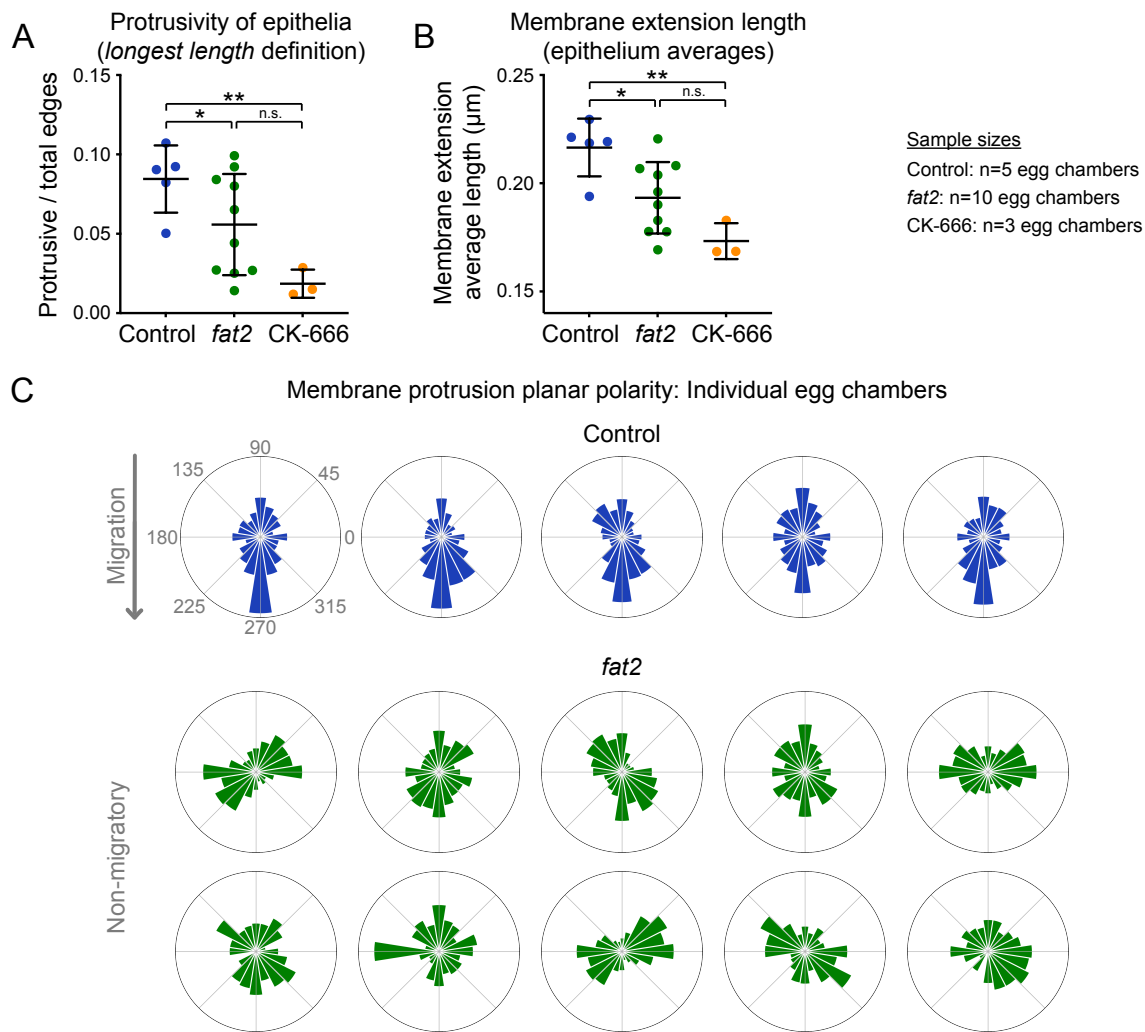 A
Protrusivity of epithelia
(longest length definition)
Protrusive / total edges
0.15
0.10
0.05
0.00
**
*
n.s.
Control
fat2
CK-666
B
Membrane extension length
(epithelium averages)
Membrane extension
average length (μm)
0.25
0.20
0.15
**
*
n.s.
Control
fat2
CK-666
Sample sizes
Control: n=5 egg chambers
fat2: n=10 egg chambers
CK-666: n=3 egg chambers
C
Membrane protrusion planar polarity: Individual egg chambers
Control
Migration
90
135
45
180
0
225
315
270
fat2
Non-migratory